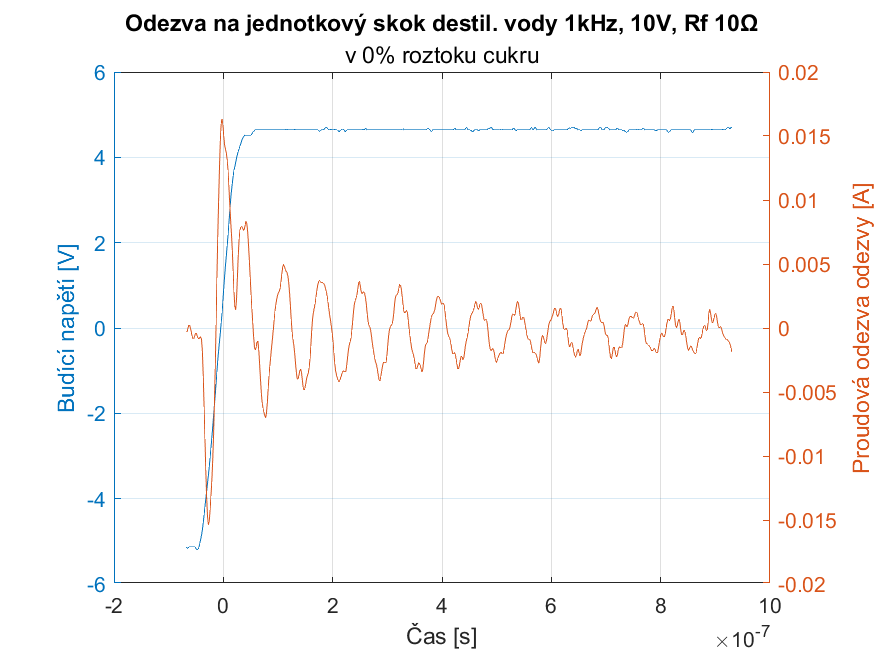 Odezva na jednotkový skok destil. vody 1kHz, 10V, Rf 10Ω
v 0% roztoku cukru
6
4
2
0
-2
-4
-6
Budící napětí [V]
0.02
0.015
0.01
0.005
0
-0.005
-0.01
-0.015
-0.02
Proudová odezva odezvy [A]
-2 0 2 4 6 8 10
Čas [s]
×10-7